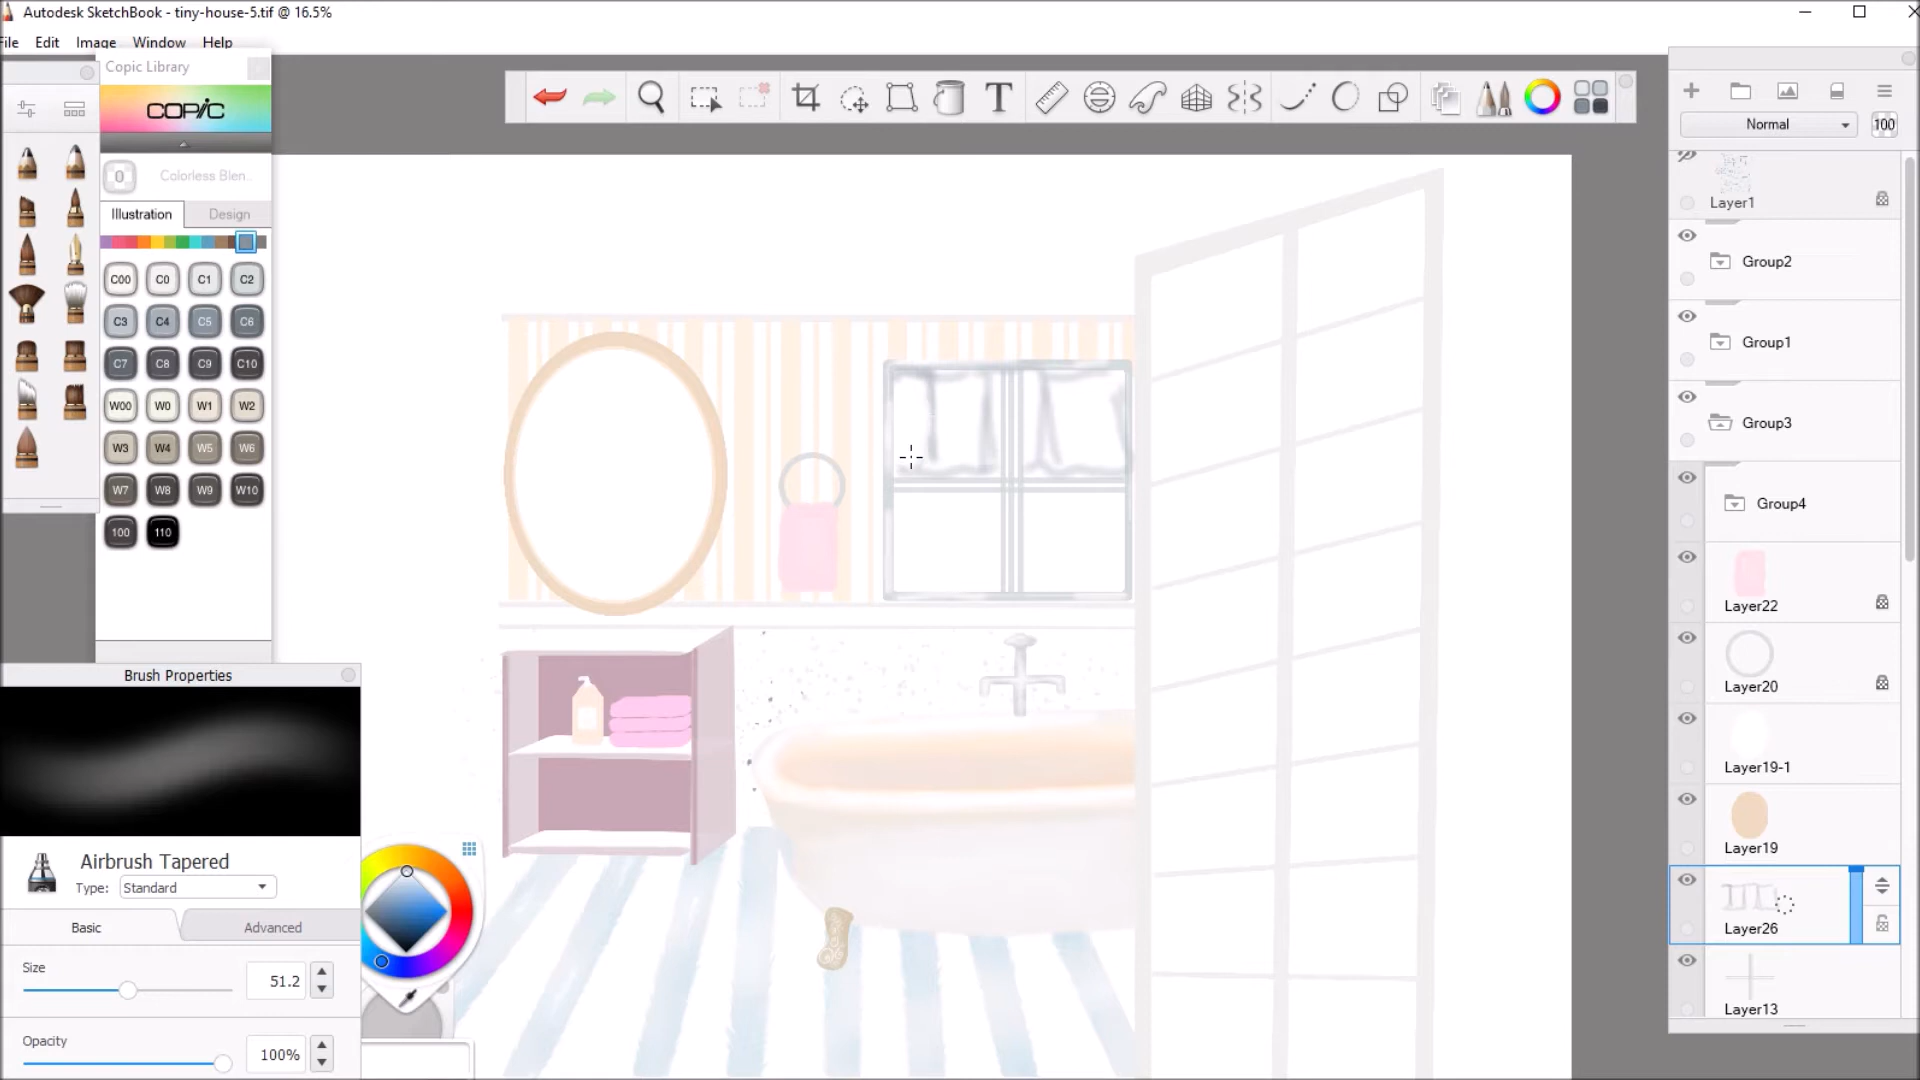 Autodesk SketchBook - tiny-house-5.tif @ 16.5%
File Edit Image Window Help
Copic Library
COPIC
0 Colorless Blen...
Illustration Design
C00 C0 C1 C2
C3 C4 C5 C6
C7 C8 C9 C10
W00 W0 W1 W2
W3 W4 W5 W6
W7 W8 W9 W10
100 110
T
Normal 100
Layer1
Group2
Group1
Group3
Group4
Layer22
Layer20
Layer19-1
Layer19
Layer26
Layer13
Brush Properties
Airbrush Tapered
Type: Standard
Basic Advanced
Size
51.2
Opacity
100%